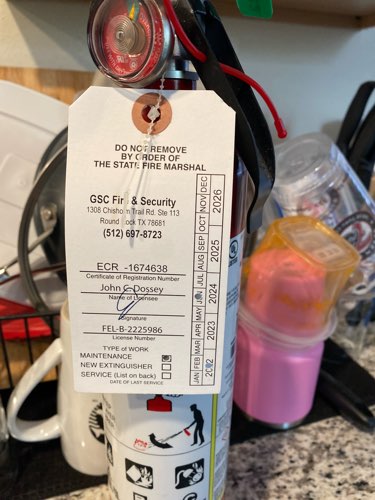 DO NOT REMOVE
BY ORDER OF
THE STATE FIRE MARSHAL
GSC Fire & Security
1308 Chisholm Trail Rd. Ste 113
Round Rock TX 78681
(512) 697-8723
ECR -1674638
Certificate of Registration Number
John C Dossey
Name of Licensee
Signature
FEL-B-2225986
License Number
TYPE of WORK
MAINTENANCE
NEW EXTINGUISHER
SERVICE (List on back)
DATE OF LAST SERVICE
JAN FEB MAR APR MAY JUN JUL AUG SEP OCT NOV DEC
2023 2024 2025 2026